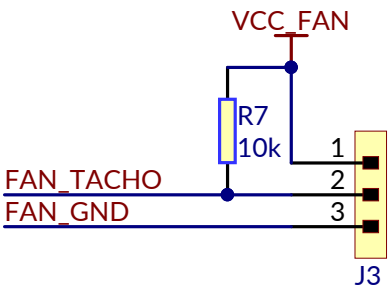 VCC_FAN
R7
10k
1
FAN_TACHO
2
FAN_GND
3
J3